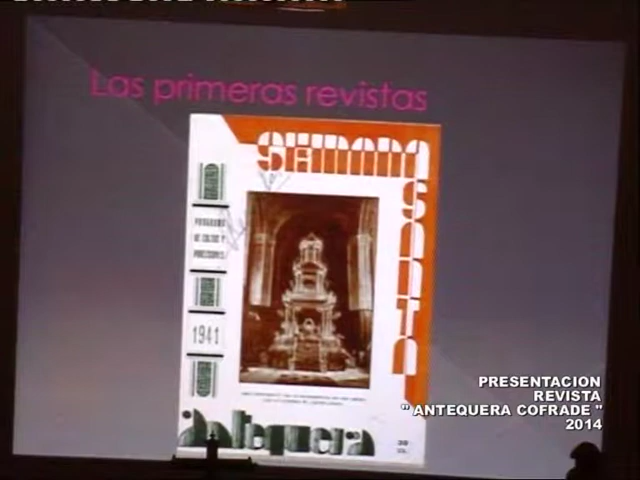 Las primeras revistas
SEMANA
SANTA
PROGRAMA
DE CULTOS Y
PROCESIONES
1941
Antequera
PRESENTACION
REVISTA
" ANTEQUERA COFRADE "
2014